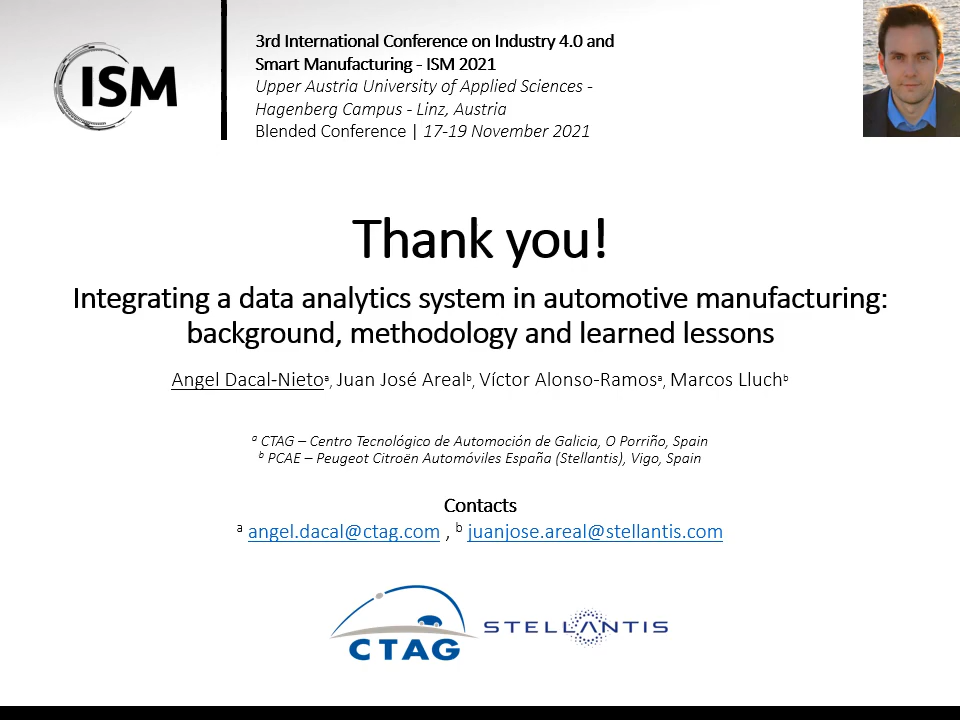 ISM
3rd International Conference on Industry 4.0 and
Smart Manufacturing - ISM 2021
Upper Austria University of Applied Sciences -
Hagenberg Campus - Linz, Austria
Blended Conference | 17-19 November 2021
Thank you!
Integrating a data analytics system in automotive manufacturing:
background, methodology and learned lessons
Angel Dacal-Nietoᵃ, Juan José Arealᵇ, Víctor Alonso-Ramosᵃ, Marcos Lluchᵇ
ᵃ CTAG – Centro Tecnológico de Automoción de Galicia, O Porriño, Spain
ᵇ PCAE – Peugeot Citroën Automóviles España (Stellantis), Vigo, Spain
Contacts
ᵃ angel.dacal@ctag.com , ᵇ juanjose.areal@stellantis.com
CTAG
STELLANTIS